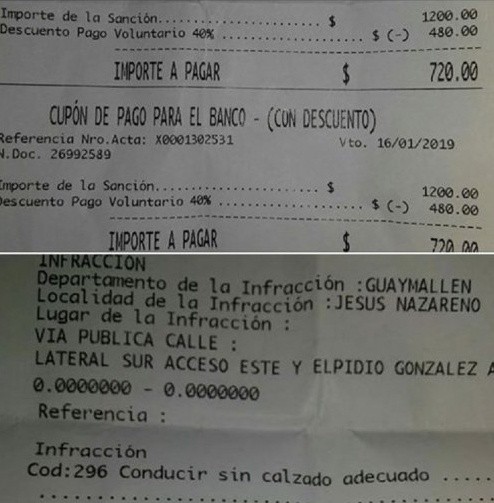 Importe de la Sanción....................... $ 1200.00
Descuento Pago Voluntario 40% .................... $ (-) 480.00
IMPORTE A PAGAR $ 720.00
CUPÓN DE PAGO PARA EL BANCO - (CON DESCUENTO)
Referencia Nro.Acta: X0001302531 Vto. 16/01/2019
N.Doc. 26992589
Importe de la Sanción....................... $ 1200.00
Descuento Pago Voluntario 40% .................... $ (-) 480.00
IMPORTE A PAGAR $ 720.00
INFRACCION
Departamento de la Infracción :GUAYMALLEN
Localidad de la Infracción :JESUS NAZARENO
Lugar de la Infracción :
VIA PUBLICA CALLE :
LATERAL SUR ACCESO ESTE Y ELPIDIO GONZALEZ A
0.0000000 - 0.0000000
Referencia :
Infracción
Cod:296 Conducir sin calzado adecuado .....